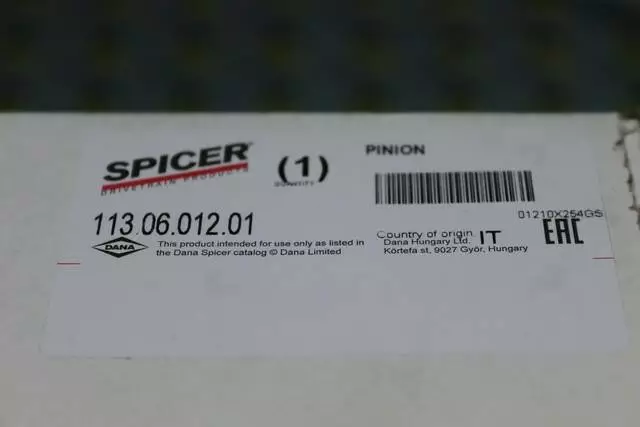 SPICER
DRIVETRAIN PRODUCTS
(1)
QUANTITY
PINION
01210X254GS
113.06.012.01
DANA
This product intended for use only as listed in
the Dana Spicer catalog © Dana Limited
Country of origin IT
Dana Hungary Ltd.
Körtefa st, 9027 Győr, Hungary
EAC